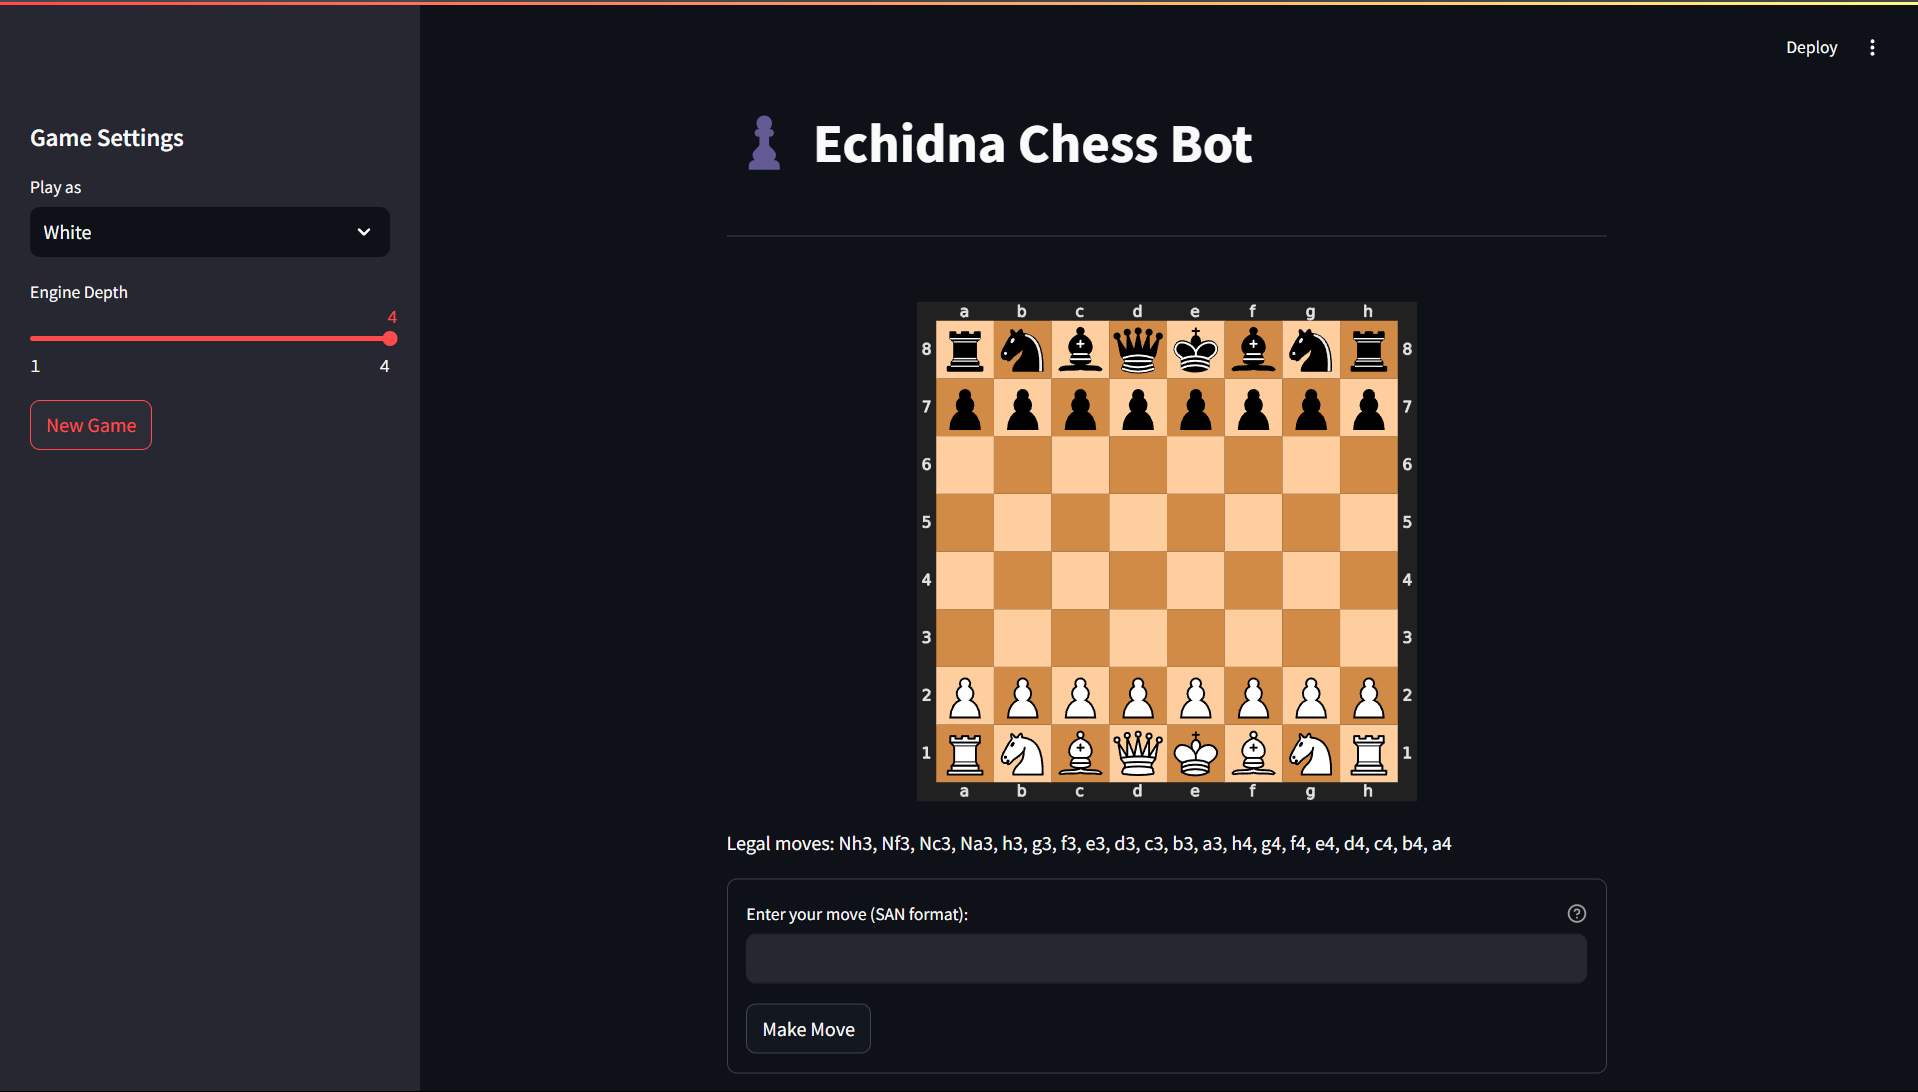 Deploy
Game Settings
Play as
White
Engine Depth
4
1 4
New Game
Echidna Chess Bot
a b c d e f g h
8 8
7 7
6 6
5 5
4 4
3 3
2 2
1 1
a b c d e f g h
Legal moves: Nh3, Nf3, Nc3, Na3, h3, g3, f3, e3, d3, c3, b3, a3, h4, g4, f4, e4, d4, c4, b4, a4
Enter your move (SAN format):
Make Move